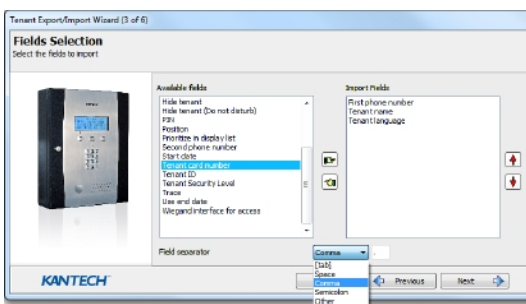 Tenant Export/Import Wizard (3 of 6)
Fields Selection
Select the fields to import
Available fields
Hide tenant
Hide tenant (Do not disturb)
PIN
Position
Prioritize in display list
Second phone number
Start date
Tenant card number
Tenant ID
Tenant Security Level
Trace
Use end date
Wiegand interface for access
Import Fields
First phone number
Tenant name
Tenant language
Field separator
Comma
,
[tab]
Space
Comma
Semicolon
Other
KANTECH
Previous
Next